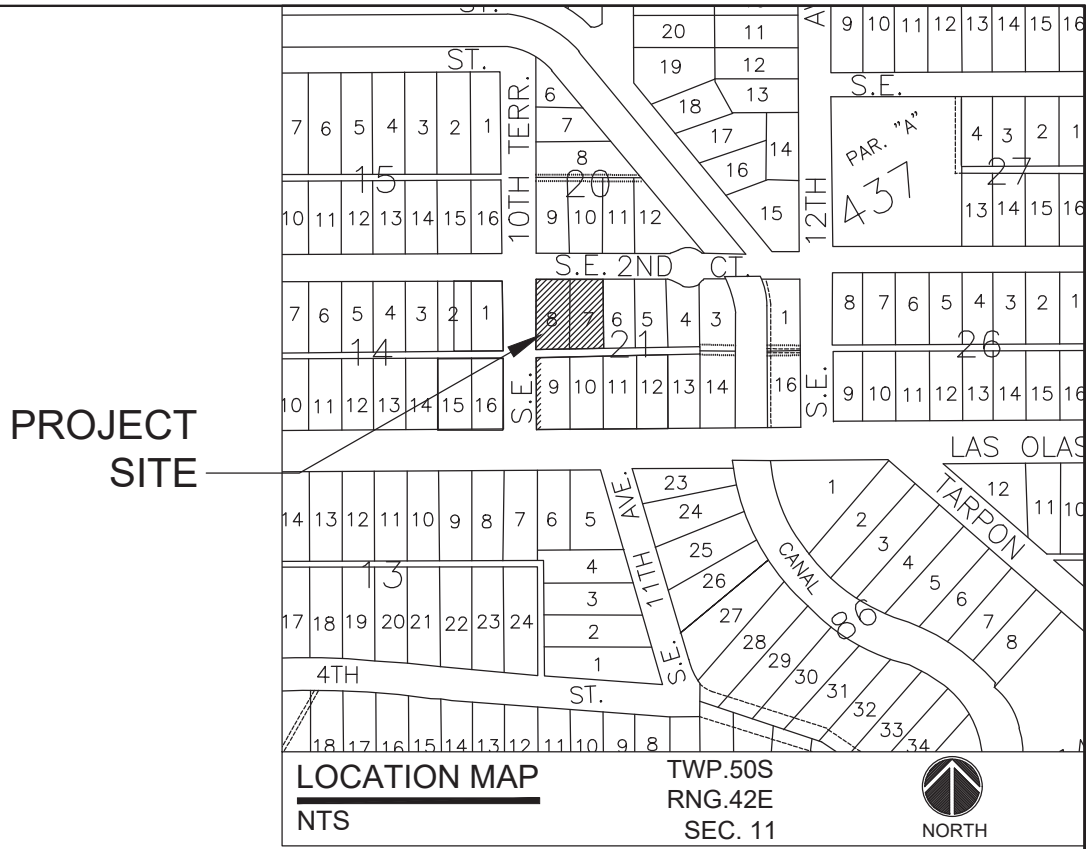 ST.
AV
9 10 11 12 13 14 15 16
20 11
ST.
19 12
S.E.
6
18 13
7 6 5 4 3 2 1
10TH TERR.
7
17
14
PAR. "A"
437
4 3 2 1
8
16
15
20
27
10 11 12 13 14 15 16
9 10 11 12
15
12TH
13 14 15 16
S.E. 2ND CT.
7 6 5 4 3 2 1
8 7 6 5 4 3
1
8 7 6 5 4 3 2 1
14
21
26
10 11 12 13 14 15 16
S.E.
9 10 11 12 13 14
16
S.E.
9 10 11 12 13 14 15 16
PROJECT
SITE
LAS OLAS
14 13 12 11 10 9 8 7 6 5
11TH AVE.
S.E.
23
24
25
26
27
28
29
30
31
32
33
34
CANAL
86
1
2
3
4
5
6
7
8
TARPON
12
11 10
13
4
3
2
1
17 18 19 20 21 22 23 24
4TH ST.
18 17 16 15 14 13 12 11 10 9 8
LOCATION MAP
NTS
TWP.50S
RNG.42E
SEC. 11
NORTH